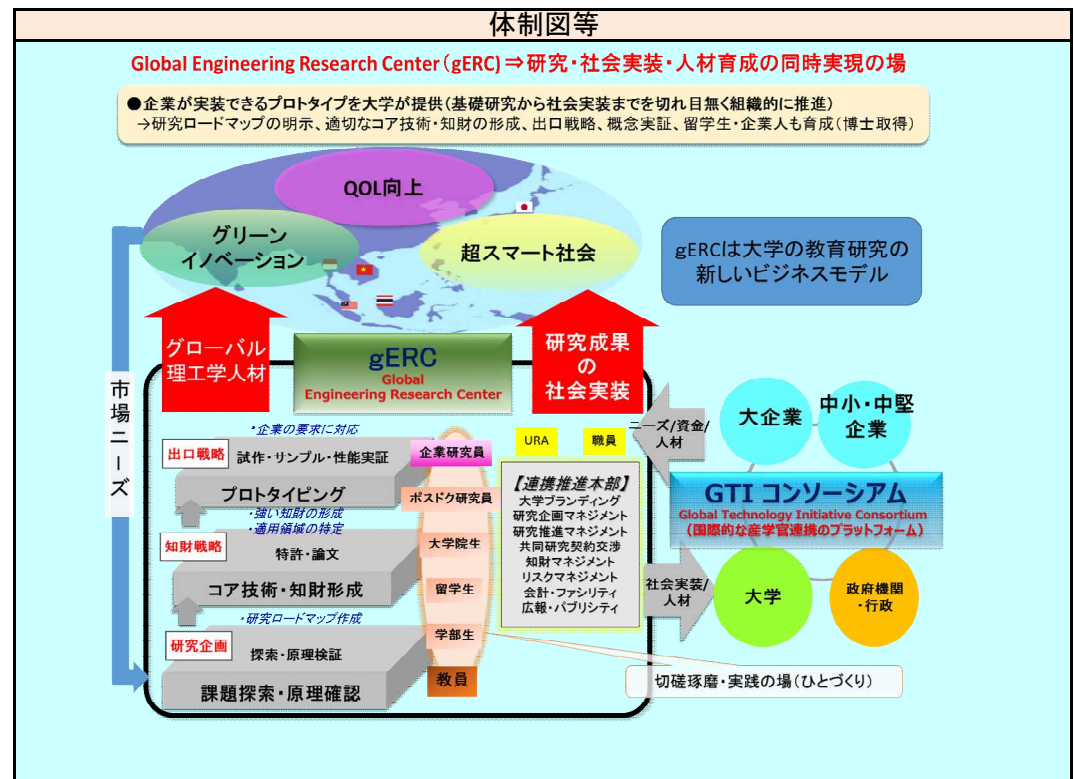 体制図等
Global Engineering Research Center（gERC）⇒研究・社会実装・人材育成の同時実現の場
●企業が実装できるプロトタイプを大学が提供（基礎研究から社会実装までを切れ目無く組織的に推進）
→研究ロードマップの明示、適切なコア技術・知財の形成、出口戦略、概念実証、留学生・企業人も育成（博士取得）
QOL向上
グリーン
イノベーション
超スマート社会
gERCは大学の教育研究の
新しいビジネスモデル
市場ニーズ
グローバル
理工学人材
gERC
Global
Engineering Research Center
研究成果
の
社会実装
・企業の要求に対応
出口戦略
試作・サンプル・性能実証
プロトタイピング
・強い知財の形成
・適用領域の特定
知財戦略
特許・論文
コア技術・知財形成
・研究ロードマップ作成
研究企画
探索・原理検証
課題探索・原理確認
企業研究員
ポスドク研究員
大学院生
留学生
学部生
教員
URA
職員
【連携推進本部】
大学ブランディング
研究企画マネジメント
研究推進マネジメント
共同研究契約交渉
知財マネジメント
リスクマネジメント
会計・ファシリティ
広報・パブリシティ
ニーズ/資金/
人材
社会実装/
人材
大企業
中小・中堅
企業
GTI コンソーシアム
Global Technology Initiative Consortium
（国際的な産学官連携のプラットフォーム）
大学
政府機関
・行政
切磋琢磨・実践の場（ひとづくり）